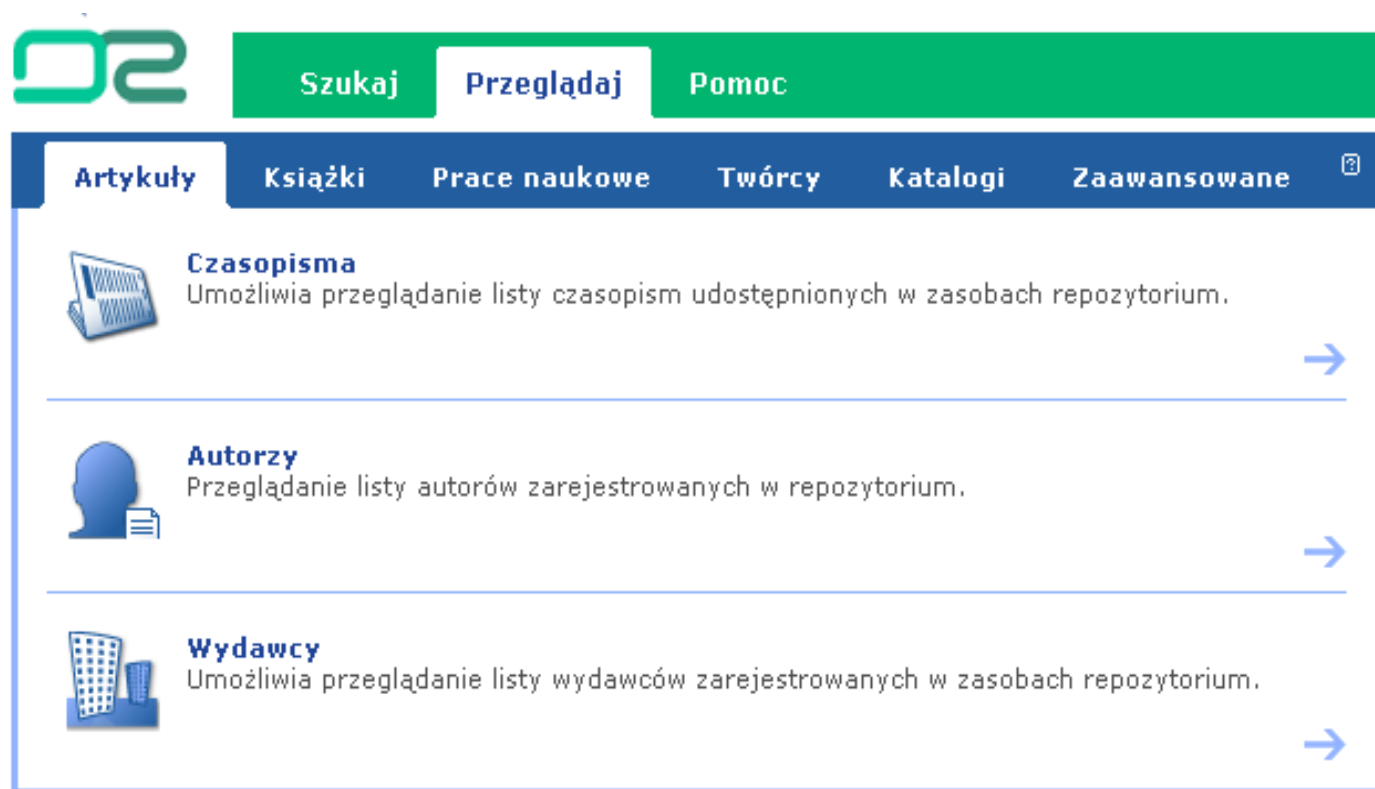 Szukaj Przeglądaj Pomoc
Artykuły Książki Prace naukowe Twórcy Katalogi Zaawansowane ?
Czasopisma
Umożliwia przeglądanie listy czasopism udostępnionych w zasobach repozytorium.
Autorzy
Przeglądanie listy autorów zarejestrowanych w repozytorium.
Wydawcy
Umożliwia przeglądanie listy wydawców zarejestrowanych w zasobach repozytorium.